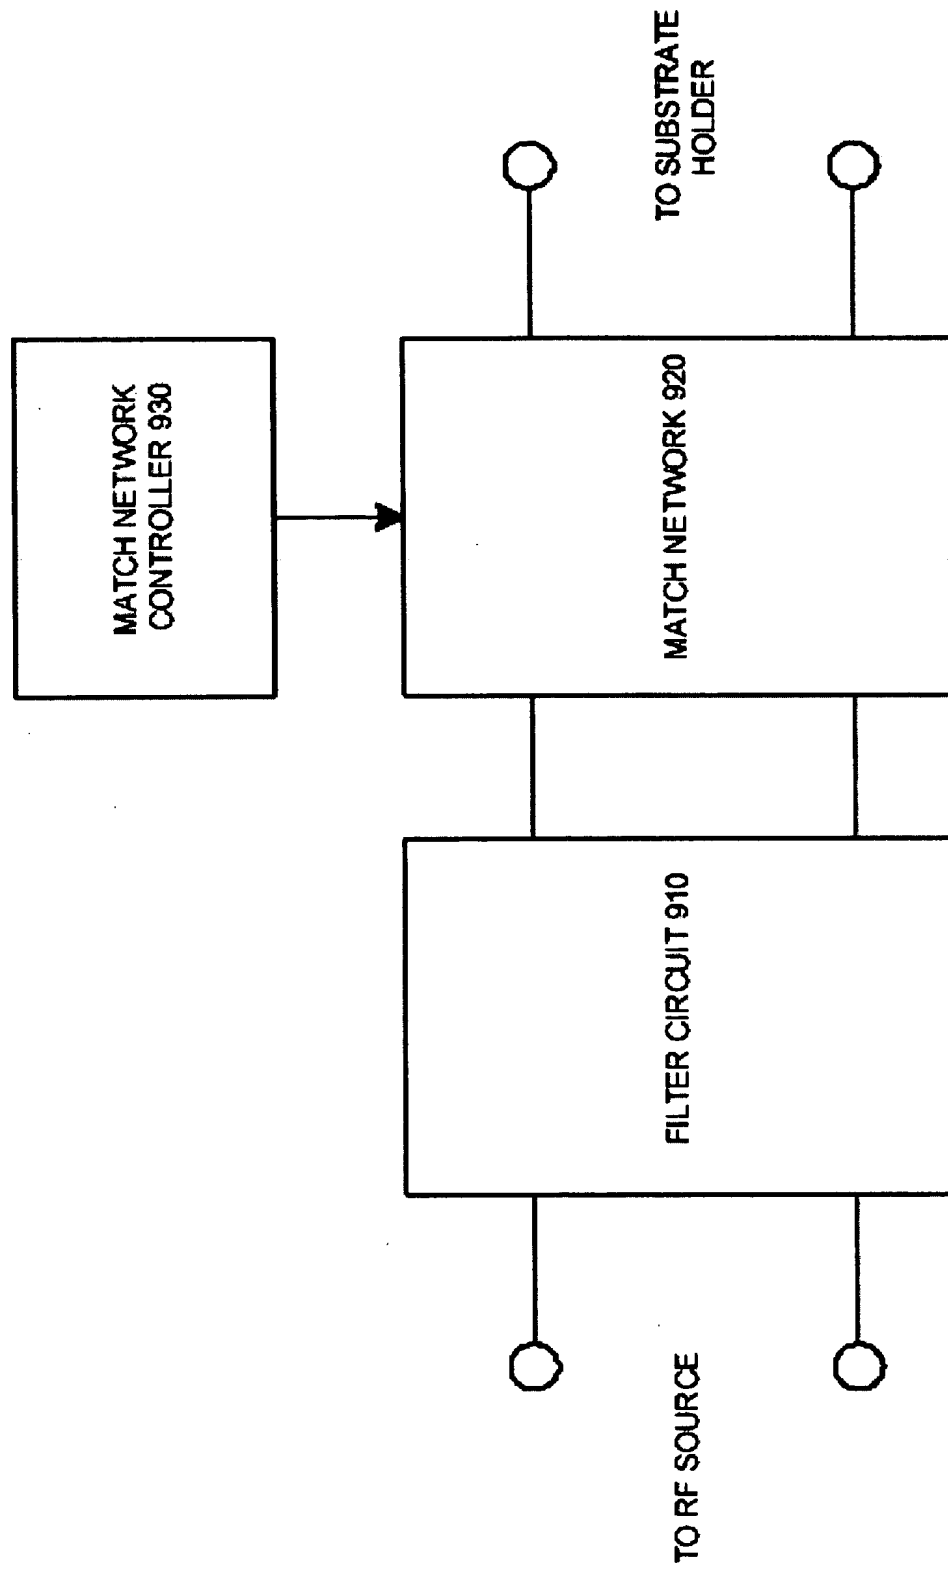 MATCH NETWORK
CONTROLLER 930
TO RF SOURCE
FILTER CIRCUIT 910
MATCH NETWORK 920
TO SUBSTRATE
HOLDER